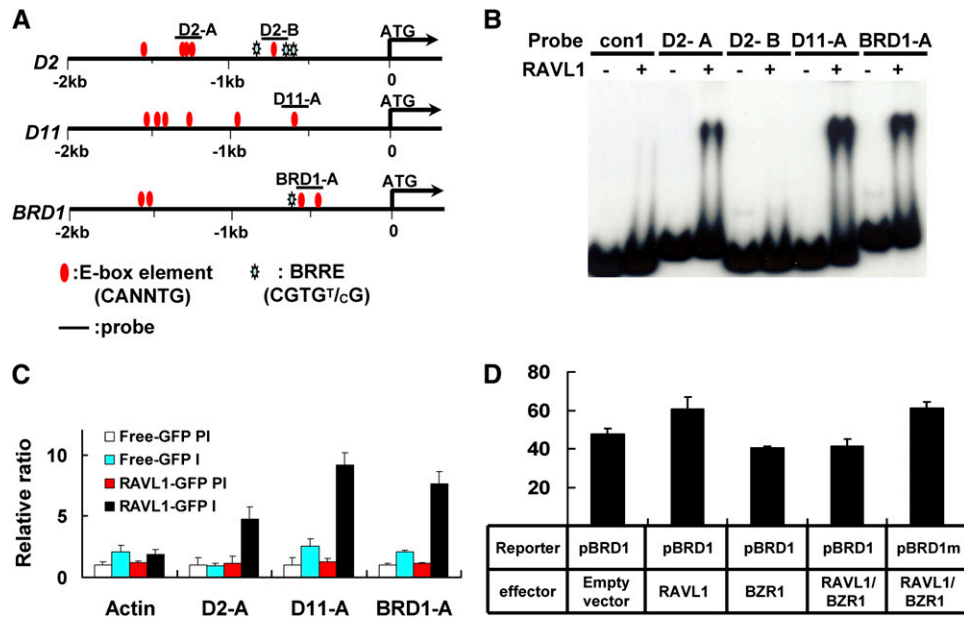 A
D2-A
D2-B
ATG
D2
-2kb
-1kb
0
D11-A
ATG
D11
-2kb
-1kb
0
BRD1-A
ATG
BRD1
-2kb
-1kb
0
:E-box element
(CANNTG)
: BRRE
(CGTGT/CG)
:probe
B
Probe con1 D2- A D2- B D11-A BRD1-A
RAVL1 - + - + - + - + - +
C
Relative ratio
10
5
0
Free-GFP PI
Free-GFP I
RAVL1-GFP PI
RAVL1-GFP I
Actin D2-A D11-A BRD1-A
D
80
60
40
20
Reporter pBRD1 pBRD1 pBRD1 pBRD1 pBRD1m
effector Empty vector RAVL1 BZR1 RAVL1/ BZR1 RAVL1/ BZR1